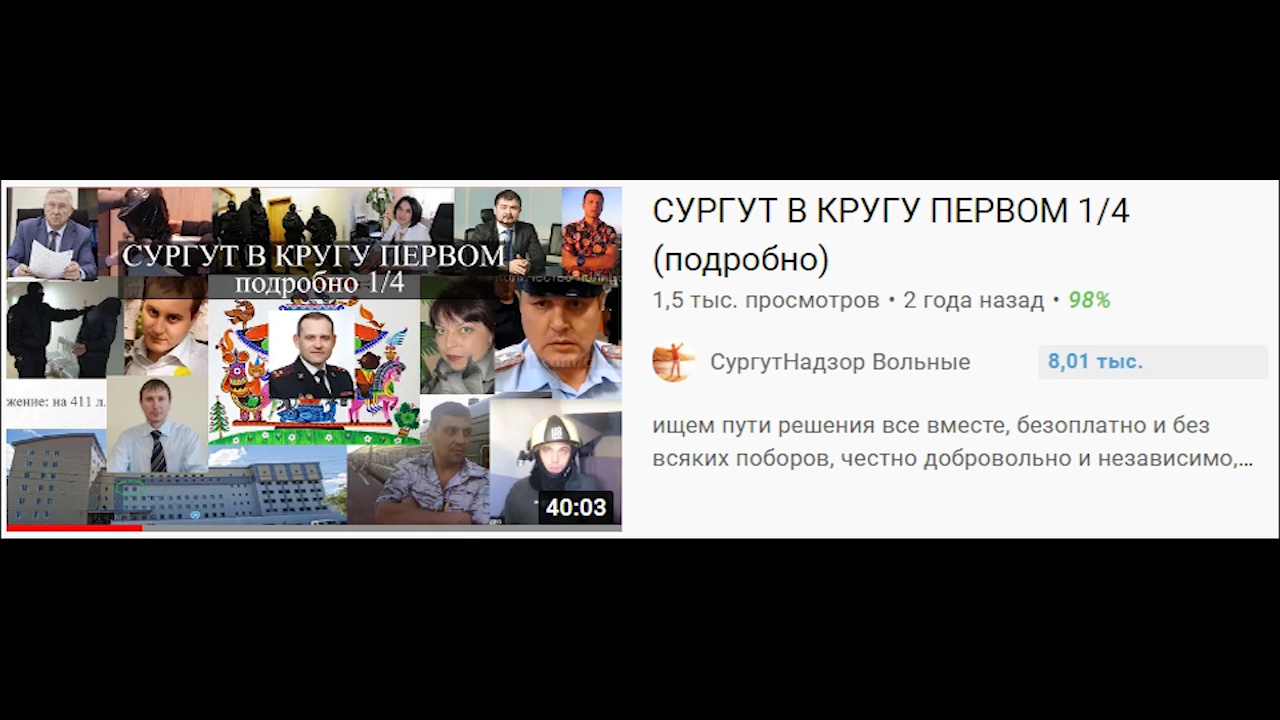 СУРГУТ В КРУГУ ПЕРВОМ
подробно 1/4
жение: на 411 л.
40:03
СУРГУТ В КРУГУ ПЕРВОМ 1/4
(подробно)
1,5 тыс. просмотров • 2 года назад • 98%
СургутНадзор Вольные
8,01 тыс.
ищем пути решения все вместе, безоплатно и без
всяких поборов, честно добровольно и независимо,...